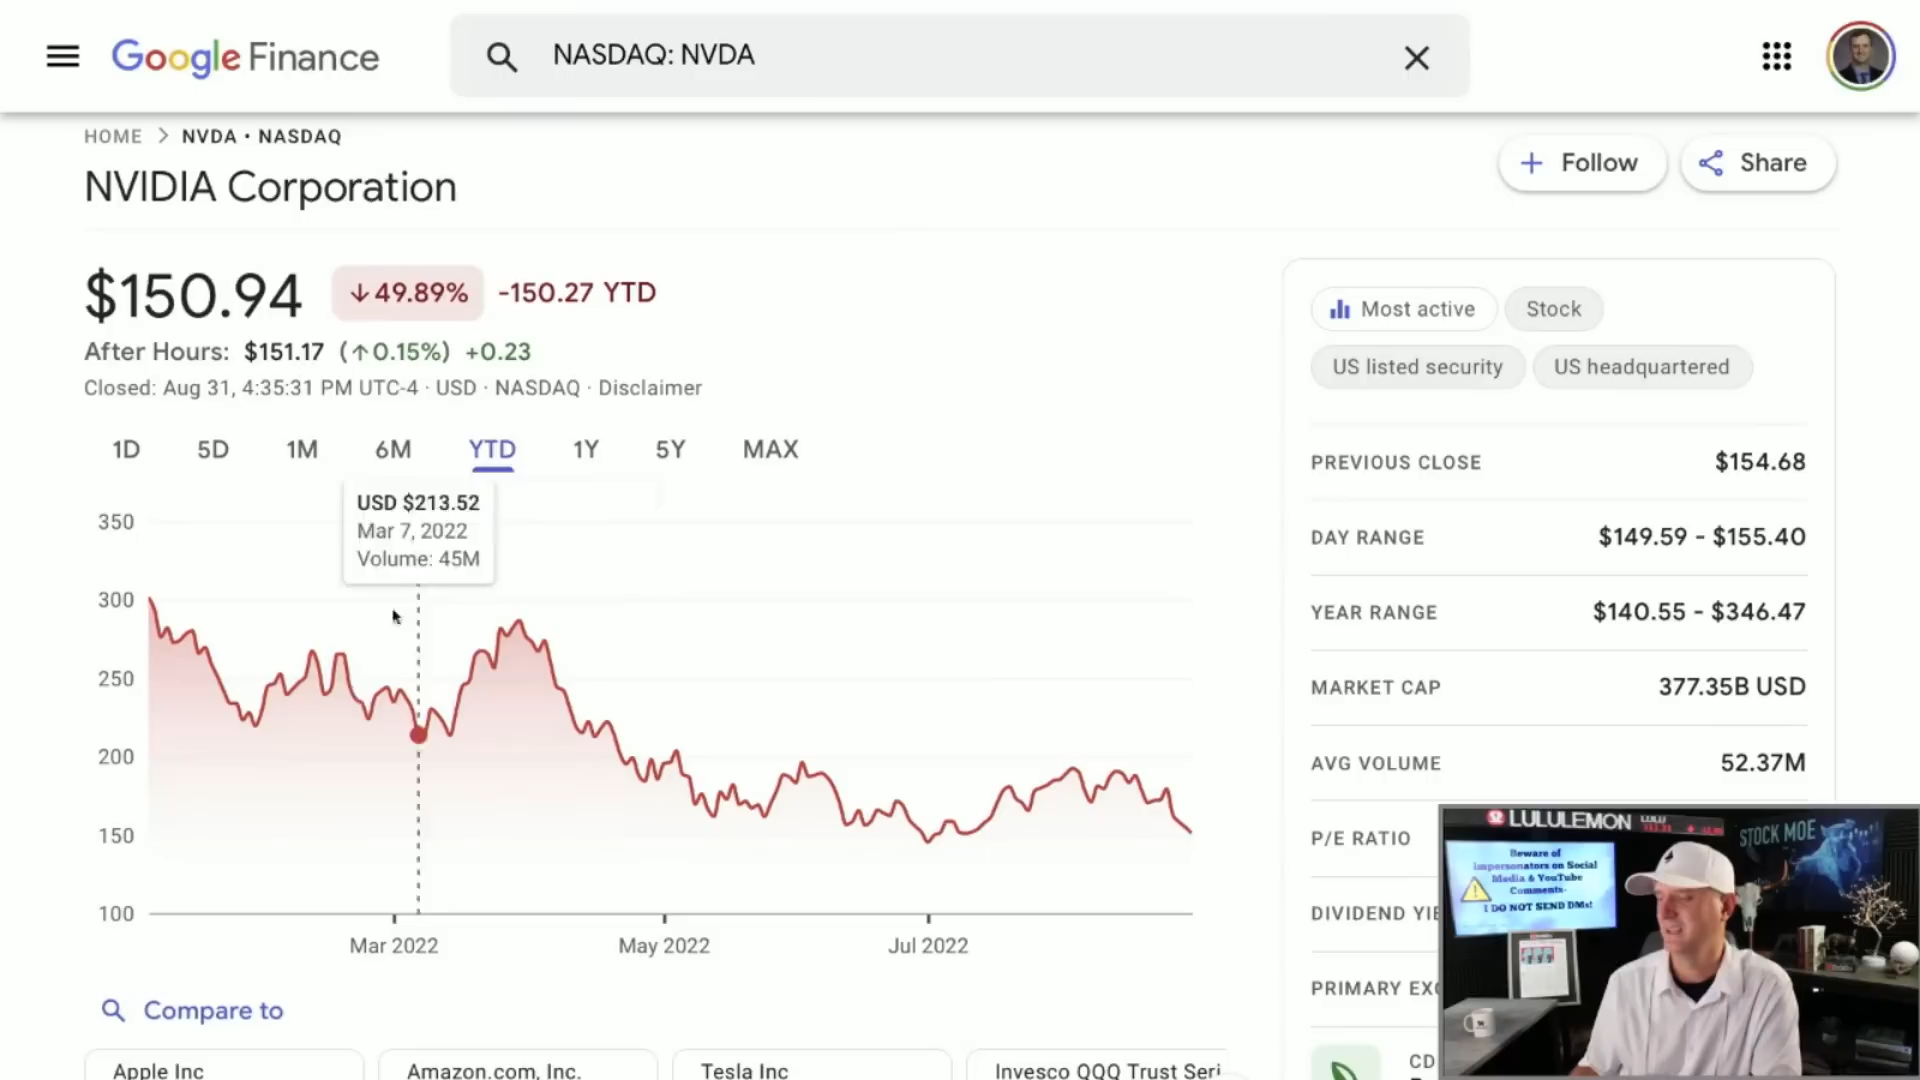 Google Finance
NASDAQ: NVDA
HOME > NVDA • NASDAQ
NVIDIA Corporation
+ Follow
Share
$150.94
↓49.89%
-150.27 YTD
After Hours: $151.17 (↑0.15%) +0.23
Closed: Aug 31, 4:35:31 PM UTC-4 · USD · NASDAQ · Disclaimer
1D 5D 1M 6M YTD 1Y 5Y MAX
USD $213.52
Mar 7, 2022
Volume: 45M
350
300
250
200
150
100
Mar 2022 May 2022 Jul 2022
Compare to
Apple Inc
Amazon.com, Inc.
Tesla Inc
Invesco QQQ Trust Seri
Most active
Stock
US listed security
US headquartered
PREVIOUS CLOSE $154.68
DAY RANGE $149.59 - $155.40
YEAR RANGE $140.55 - $346.47
MARKET CAP 377.35B USD
AVG VOLUME 52.37M
P/E RATIO
DIVIDEND YIE
PRIMARY EXC
CD
LULULEMON LULU
STOCK MOE
Beware of
Impersonators on Social
Media & YouTube
Comments-
I DO NOT SEND DMs!